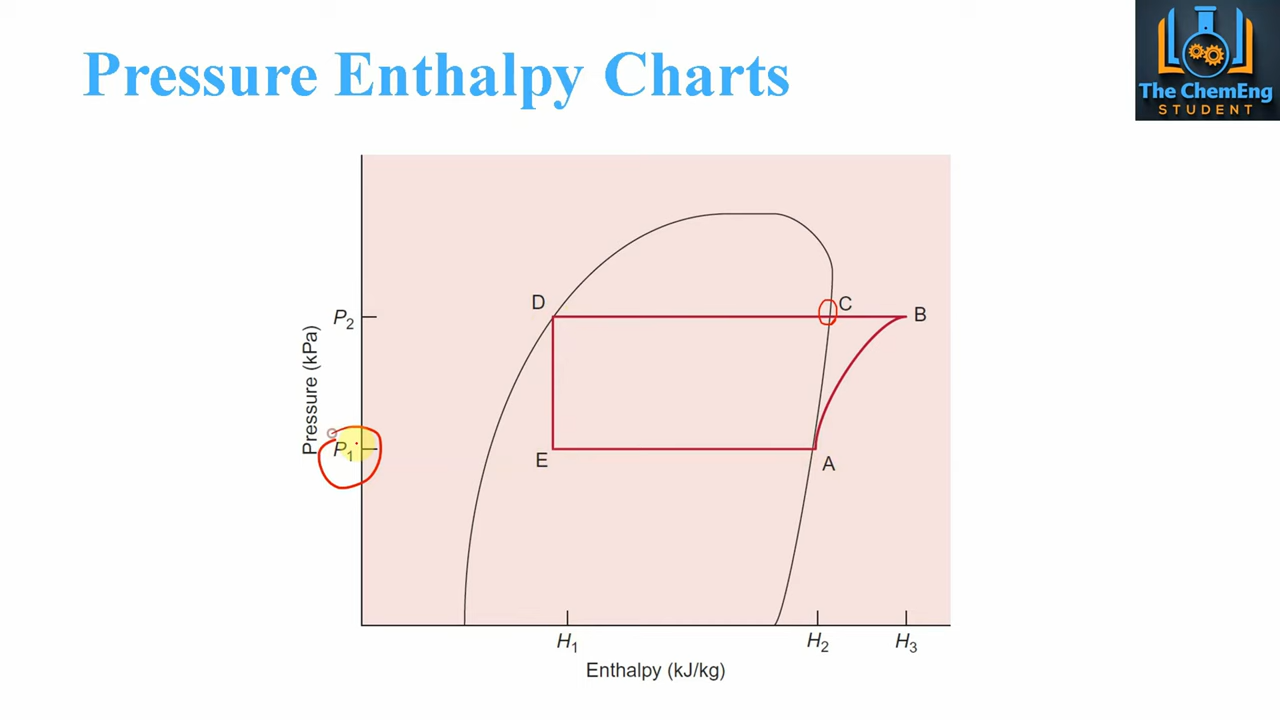 Pressure Enthalpy Charts
The ChemEng
STUDENT
D
C
B
P2
Pressure (kPa)
P1
E
A
H1
H2
H3
Enthalpy (kJ/kg)